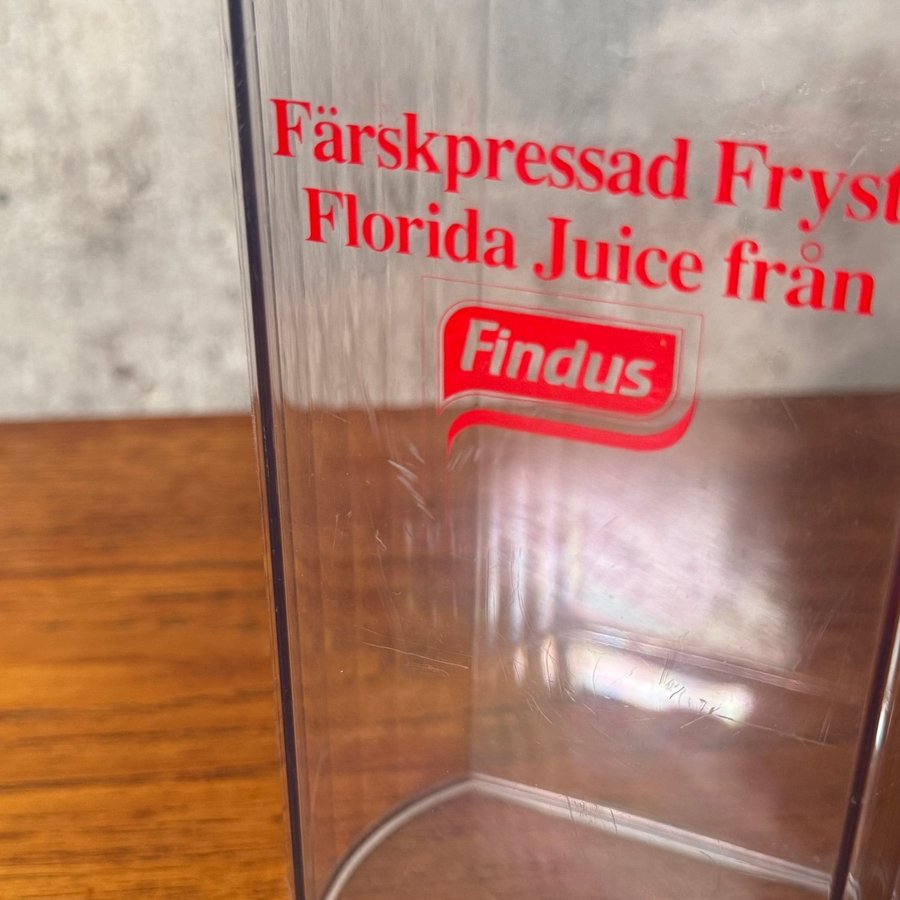 Färskpressad Fryst
Florida Juice från
Findus